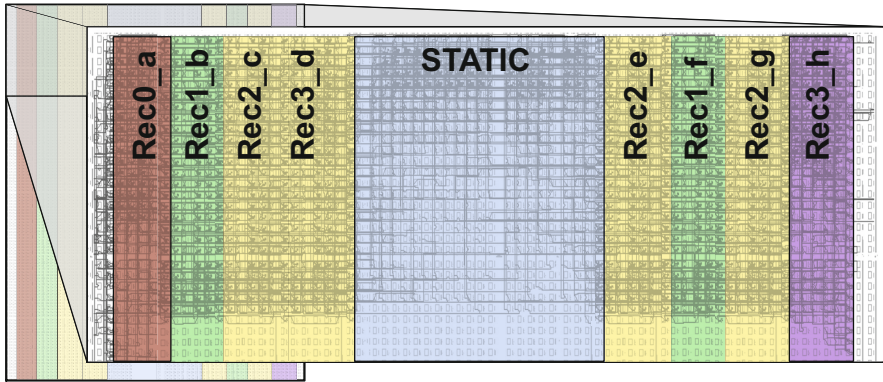 Rec0_a
Rec1_b
Rec2_c
Rec3_d
STATIC
Rec2_e
Rec1_f
Rec2_g
Rec3_h